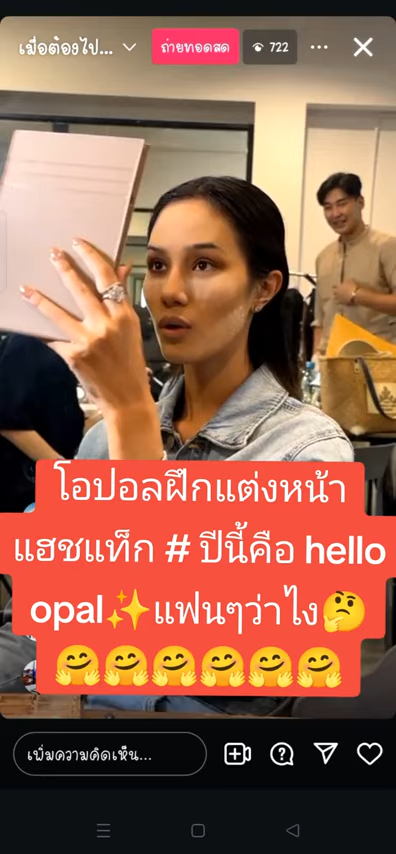 เมื่อต้องไป...
ถ่ายทอดสด
722
โอปอลฝึกแต่งหน้า
แฮชแท็ก # ปีนี้คือ hello
opal✨แฟนๆว่าไง🤔
🤗🤗🤗🤗🤗🤗
เพิ่มความคิดเห็น...